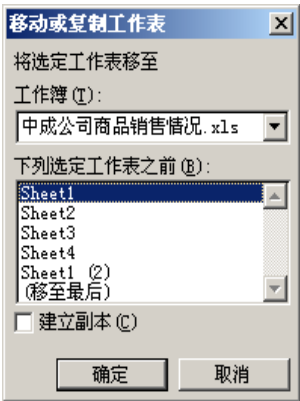 移动或复制工作表
将选定工作表移至
工作簿(T):
中成公司商品销售情况.xls
下列选定工作表之前(B):
Sheet1
Sheet2
Sheet3
Sheet4
Sheet1 (2)
(移至最后)
建立副本(C)
确定
取消